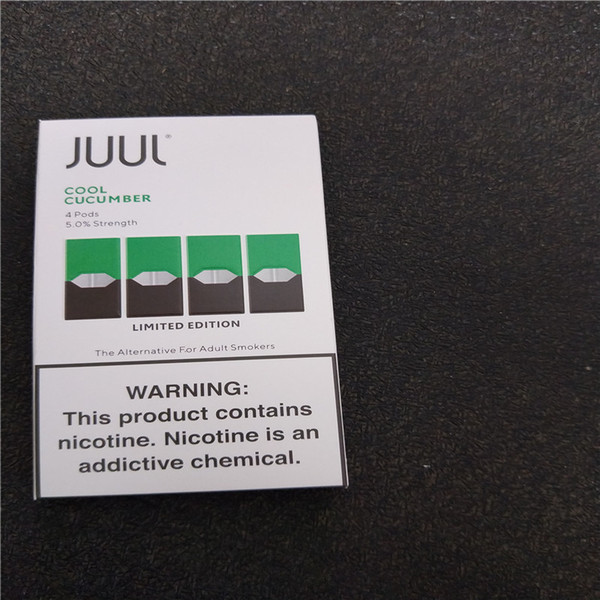 JUUL®
COOL
CUCUMBER
4 Pods
5.0% Strength
LIMITED EDITION
The Alternative For Adult Smokers
WARNING:
This product contains
nicotine. Nicotine is an
addictive chemical.